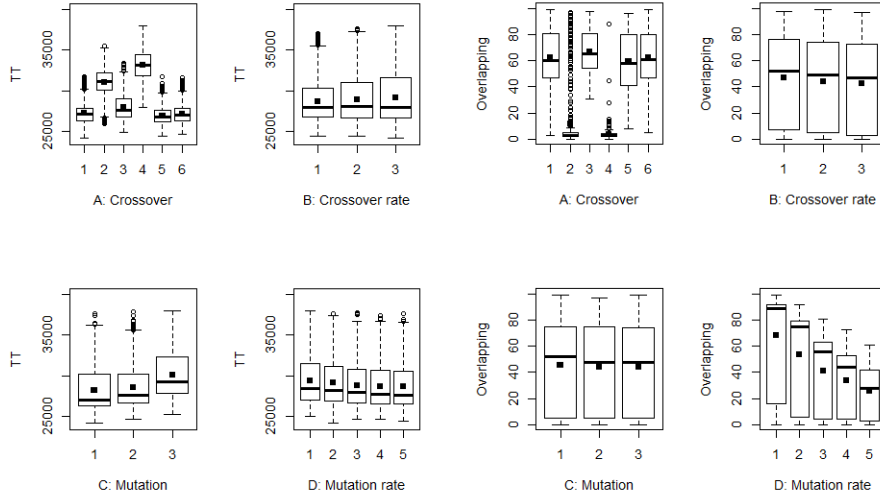 TT
35000
25000
1 2 3 4 5 6
A: Crossover
TT
35000
25000
1 2 3
B: Crossover rate
Overlapping
80
60
40
20
0
1 2 3 4 5 6
A: Crossover
Overlapping
80
60
40
20
0
1 2 3
B: Crossover rate
TT
35000
25000
1 2 3
C: Mutation
TT
35000
25000
1 2 3 4 5
D: Mutation rate
Overlapping
80
60
40
20
0
1 2 3
C: Mutation
Overlapping
80
60
40
20
0
1 2 3 4 5
D: Mutation rate